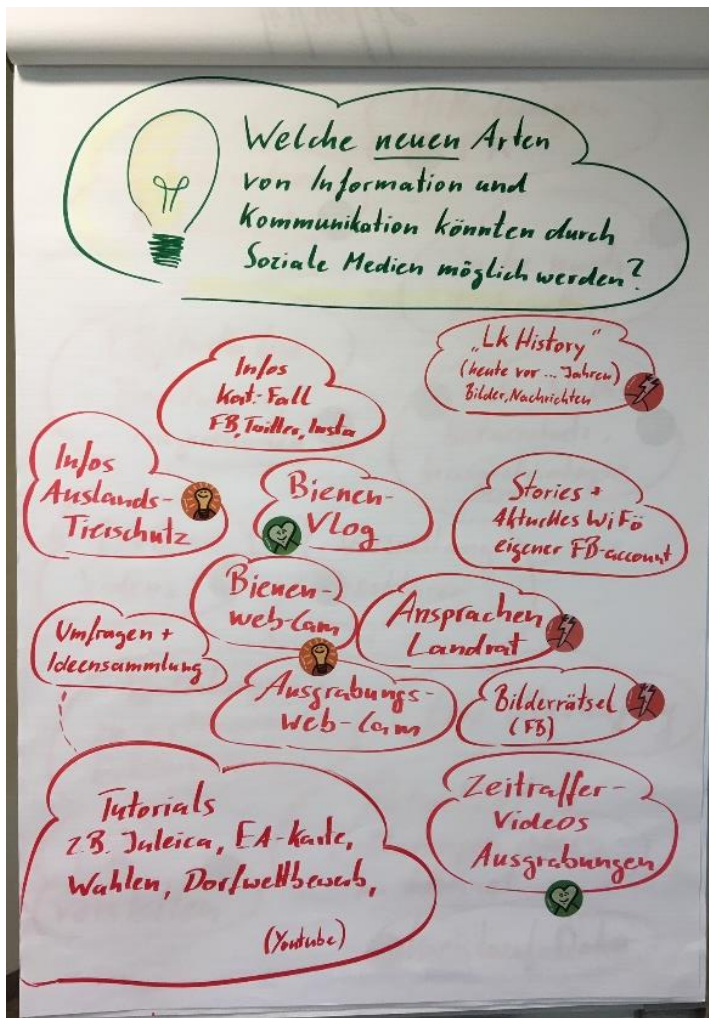 Welche neuen Arten
von Information und
Kommunikation könnten durch
Soziale Medien möglich werden?
Infos
Kat.-Fall
FB, Twitter, Insta
„Lk History"
(heute vor ... Jahren)
Bilder, Nachrichten
Infos
Auslands-
Tierschutz
Bienen-
Vlog
Stories +
Aktuelles WiFö
eigener FB-account
Bienen-
web-Cam
Ansprachen
Landrat
Umfragen +
Ideensammlung
Ausgrabungs-
web-Cam
Bilderrätsel
(FB)
Tutorials
z.B. Juleica, EA-Karte,
Wahlen, Dorfwettbewerb,
(Youtube)
Zeitraffer-
Videos
Ausgrabungen